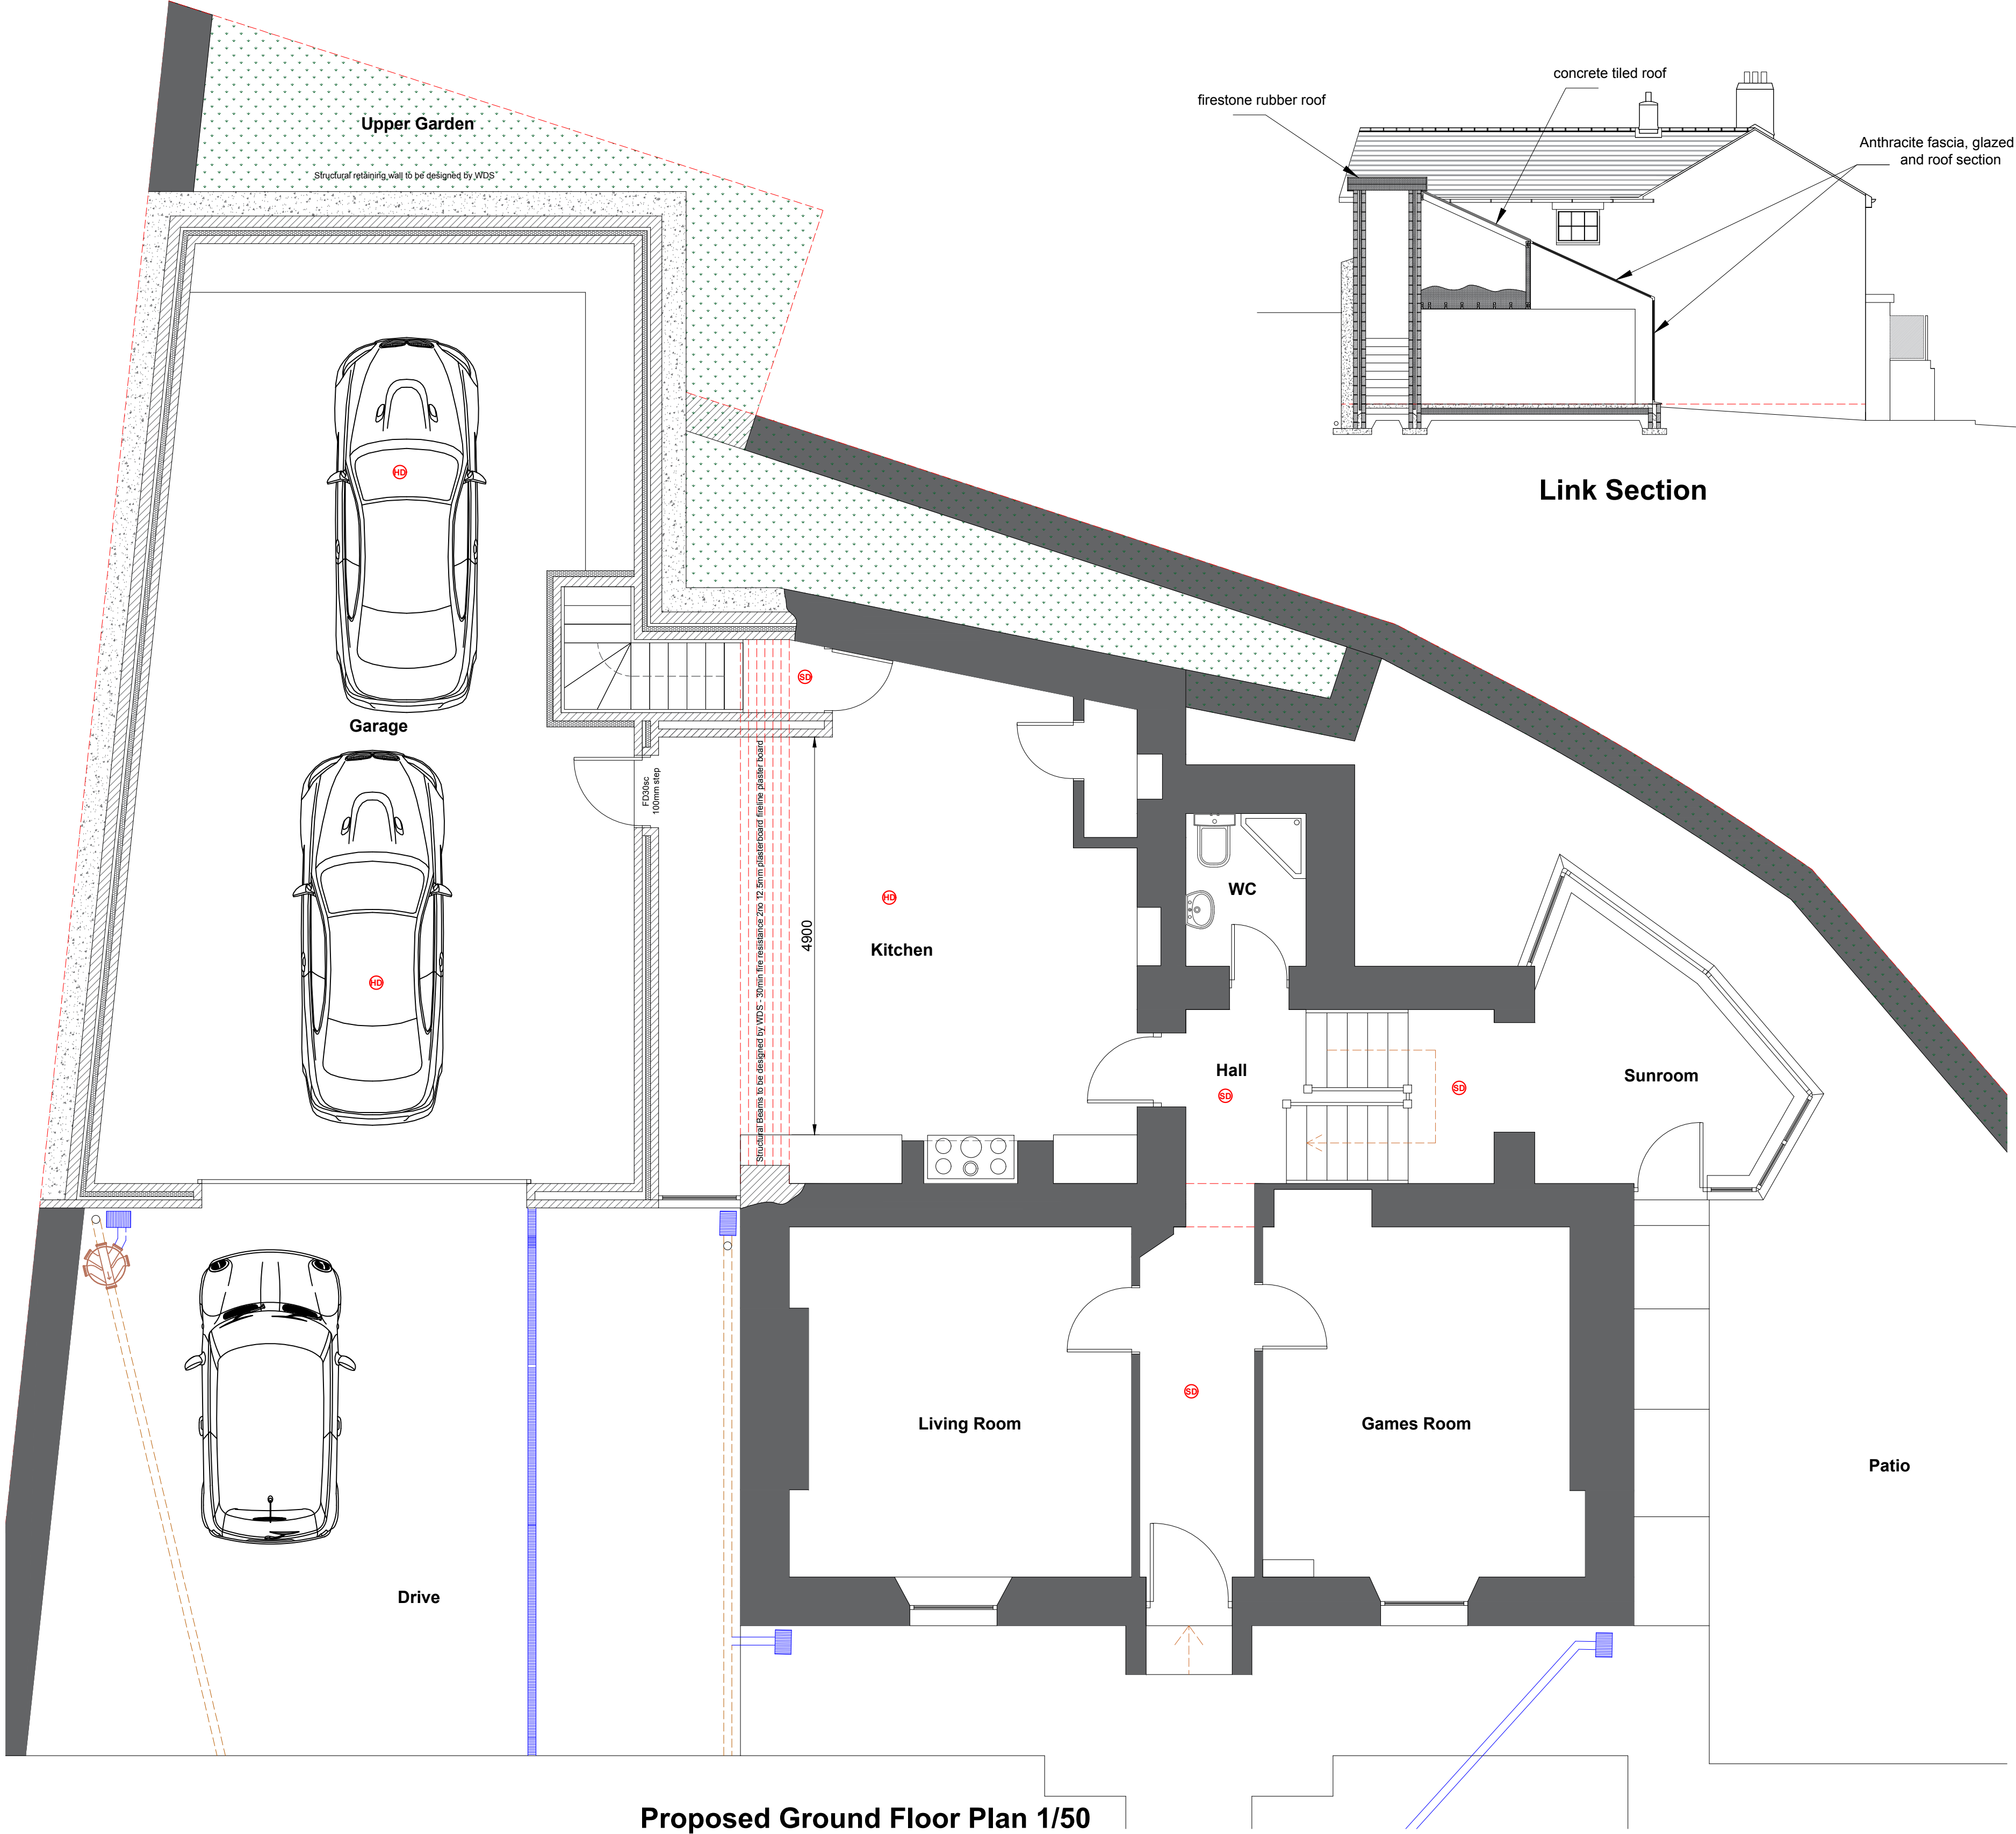 concrete tiled roof
firestone rubber roof
Anthracite fascia, glazed
and roof section
Link Section
Upper Garden
Structural retaining wall to be designed by WDS
HD
SD
Garage
FD30sc
100mm step
Structural Beams to be designed by WDS - 30min fire resistance 2no 12.5mm plasterboard fireline plaster board
4900
HD
Kitchen
WC
HD
Hall
SD
SD
Sunroom
SD
Living Room
Games Room
Patio
Drive
Proposed Ground Floor Plan 1/50